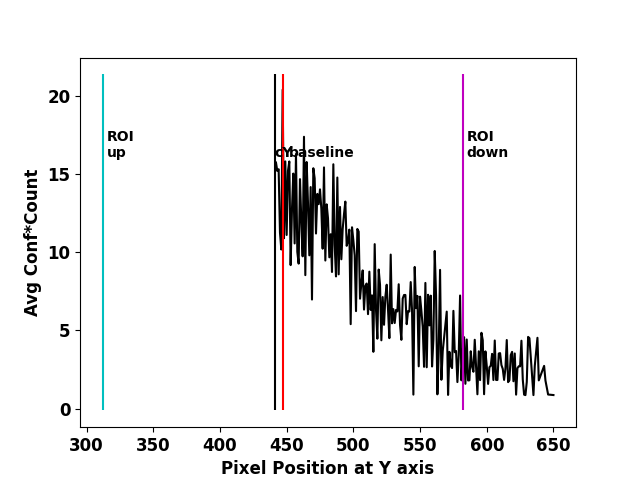 20
15
10
5
0
Avg Conf*Count
ROI
up
cY
baseline
ROI
down
300 350 400 450 500 550 600 650
Pixel Position at Y axis